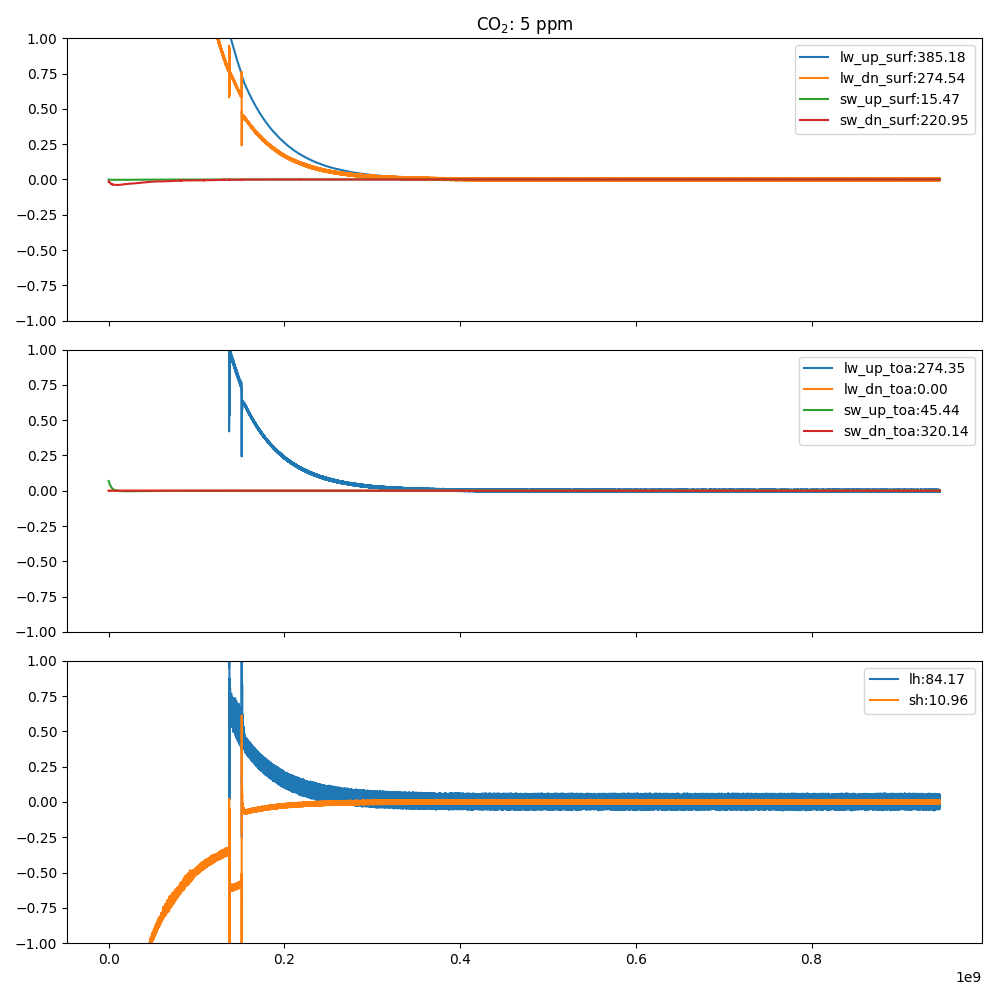 CO₂: 5 ppm
1.00
0.75
0.50
0.25
0.00
−0.25
−0.50
−0.75
−1.00
lw_up_surf:385.18
lw_dn_surf:274.54
sw_up_surf:15.47
sw_dn_surf:220.95
1.00
0.75
0.50
0.25
0.00
−0.25
−0.50
−0.75
−1.00
lw_up_toa:274.35
lw_dn_toa:0.00
sw_up_toa:45.44
sw_dn_toa:320.14
1.00
0.75
0.50
0.25
0.00
−0.25
−0.50
−0.75
−1.00
lh:84.17
sh:10.96
0.0 0.2 0.4 0.6 0.8
1e9